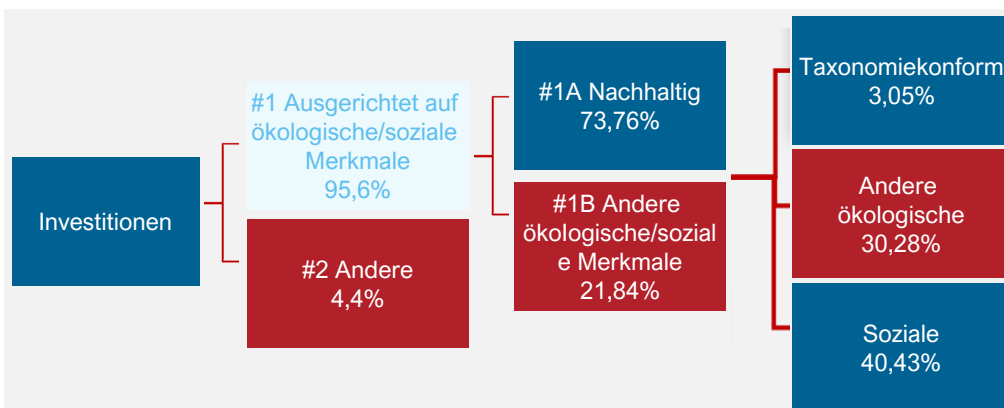 Investitionen
#1 Ausgerichtet auf
ökologische/soziale
Merkmale
95,6%
#2 Andere
4,4%
#1A Nachhaltig
73,76%
#1B Andere
ökologische/sozial
e Merkmale
21,84%
Taxonomiekonform
3,05%
Andere
ökologische
30,28%
Soziale
40,43%